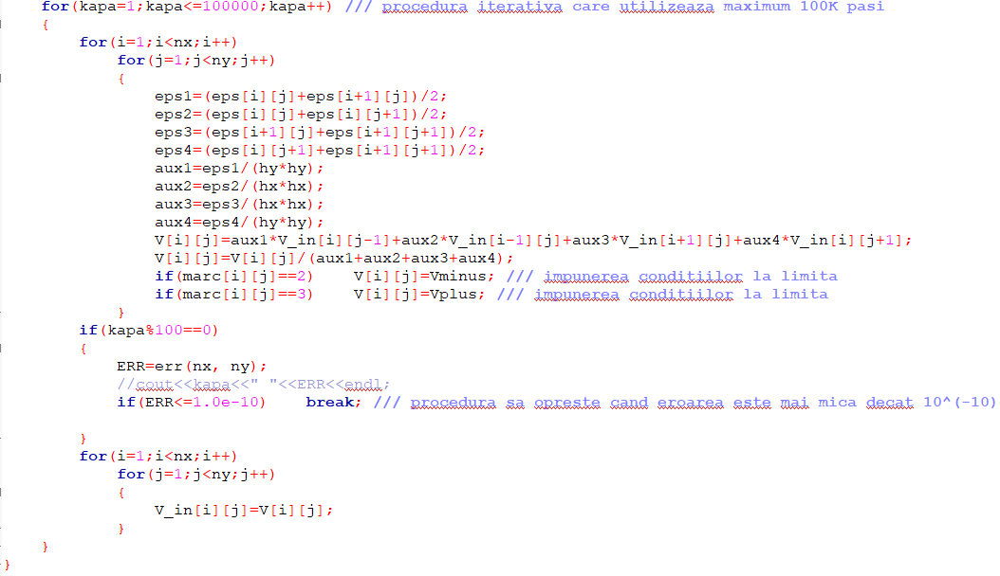 for(kapa=1;kapa<=100000;kapa++) /// procedura iterativa care utilizeaza maximum 100K pasi
{
for(i=1;i<nx;i++)
for(j=1;j<ny;j++)
{
eps1=(eps[i][j]+eps[i+1][j])/2;
eps2=(eps[i][j]+eps[i][j+1])/2;
eps3=(eps[i+1][j]+eps[i+1][j+1])/2;
eps4=(eps[i][j+1]+eps[i+1][j+1])/2;
aux1=eps1/(hy*hy);
aux2=eps2/(hx*hx);
aux3=eps3/(hx*hx);
aux4=eps4/(hy*hy);
V[i][j]=aux1*V_in[i][j-1]+aux2*V_in[i-1][j]+aux3*V_in[i+1][j]+aux4*V_in[i][j+1];
V[i][j]=V[i][j]/(aux1+aux2+aux3+aux4);
if(marc[i][j]==2) V[i][j]=Vminus; /// impunerea conditiilor la limita
if(marc[i][j]==3) V[i][j]=Vplus; /// impunerea conditiilor la limita
}
if(kapa%100==0)
{
ERR=err(nx, ny);
//cout<<kapa<<" "<<ERR<<endl;
if(ERR<=1.0e-10) break; /// procedura sa opreste cand eroarea este mai mica decat 10^(-10)
}
for(i=1;i<nx;i++)
for(j=1;j<ny;j++)
{
V_in[i][j]=V[i][j];
}
}
}